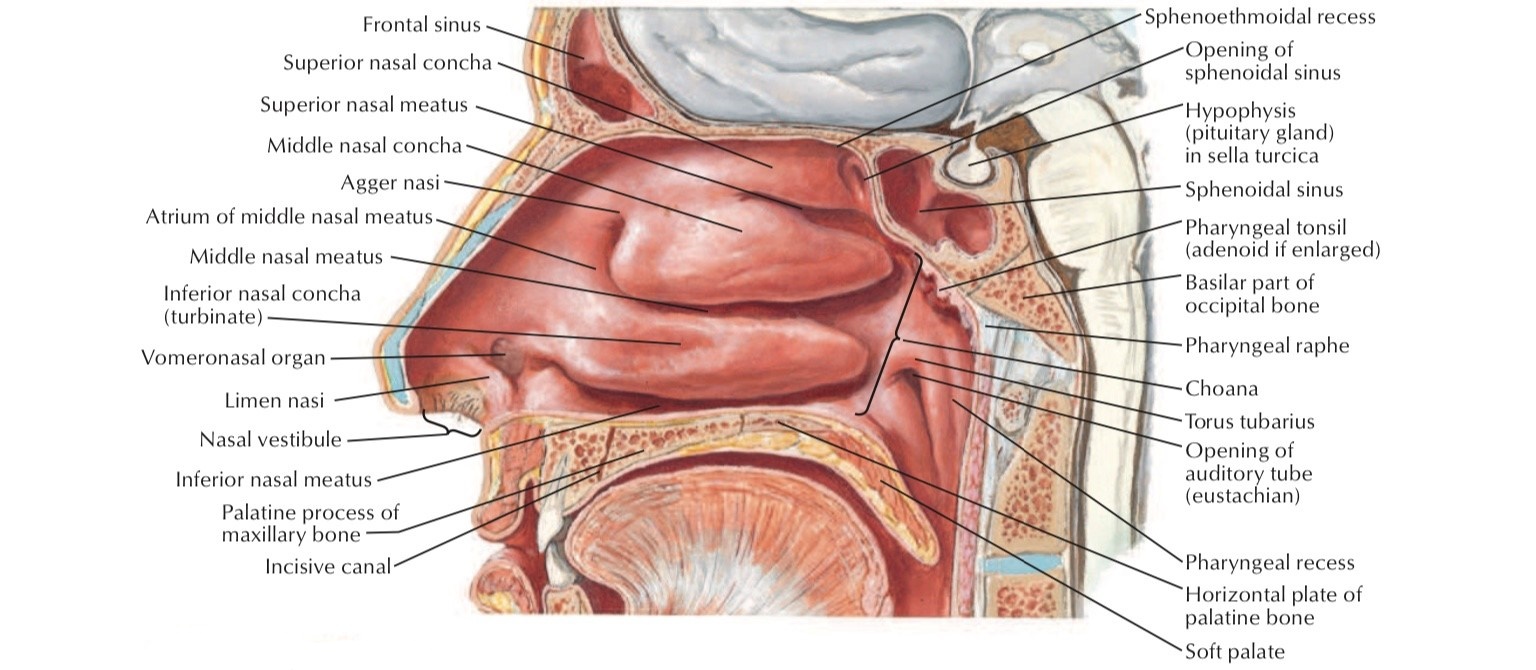 Frontal sinus
Superior nasal concha
Superior nasal meatus
Middle nasal concha
Agger nasi
Atrium of middle nasal meatus
Middle nasal meatus
Inferior nasal concha
(turbinate)
Vomeronasal organ
Limen nasi
Nasal vestibule
Inferior nasal meatus
Palatine process of
maxillary bone
Incisive canal
Sphenoethmoidal recess
Opening of
sphenoidal sinus
Hypophysis
(pituitary gland)
in sella turcica
Sphenoidal sinus
Pharyngeal tonsil
(adenoid if enlarged)
Basilar part of
occipital bone
Pharyngeal raphe
Choana
Torus tubarius
Opening of
auditory tube
(eustachian)
Pharyngeal recess
Horizontal plate of
palatine bone
Soft palate